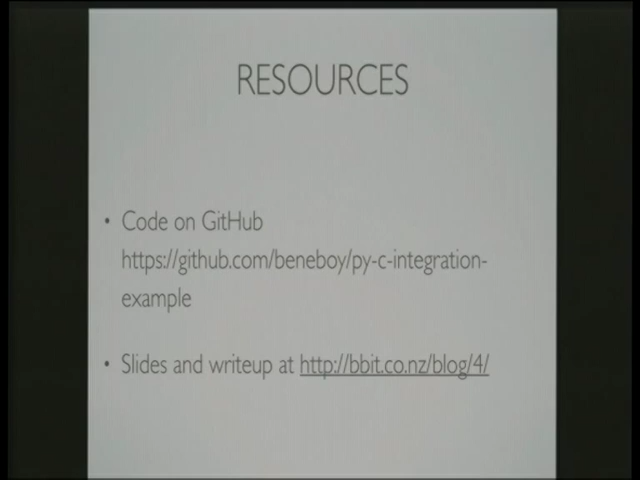 RESOURCES
• Code on GitHub
https://github.com/beneboy/py-c-integration-
example
• Slides and writeup at http://bbit.co.nz/blog/4/